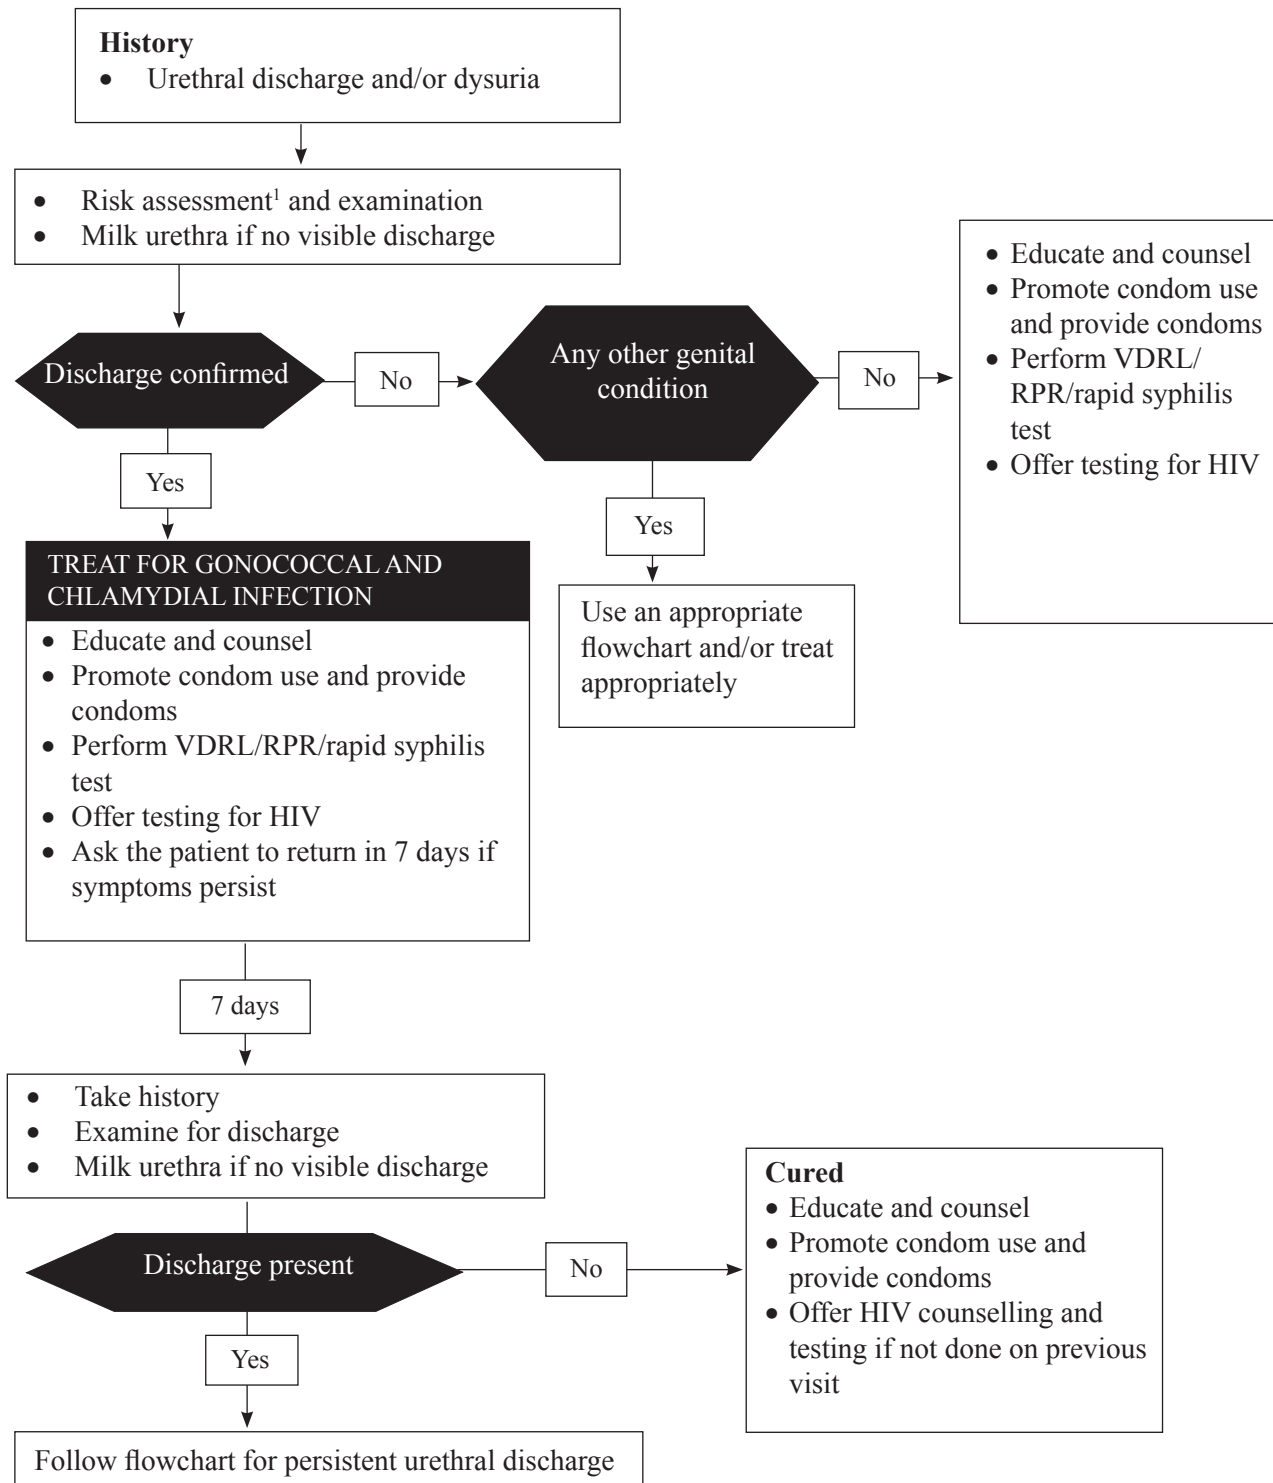 History
• Urethral discharge and/or dysuria
• Risk assessment¹ and examination
• Milk urethra if no visible discharge
Discharge confirmed
No
Any other genital
condition
No
• Educate and counsel
• Promote condom use
and provide condoms
• Perform VDRL/
RPR/rapid syphilis
test
• Offer testing for HIV
Yes
Yes
Use an appropriate
flowchart and/or treat
appropriately
TREAT FOR GONOCOCCAL AND
CHLAMYDIAL INFECTION
• Educate and counsel
• Promote condom use and provide
condoms
• Perform VDRL/RPR/rapid syphilis
test
• Offer testing for HIV
• Ask the patient to return in 7 days if
symptoms persist
7 days
• Take history
• Examine for discharge
• Milk urethra if no visible discharge
Discharge present
No
Cured
• Educate and counsel
• Promote condom use and
provide condoms
• Offer HIV counselling and
testing if not done on previous
visit
Yes
Follow flowchart for persistent urethral discharge